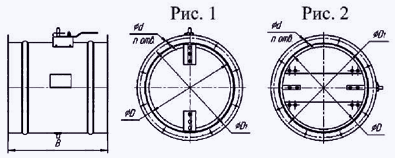 Рис. 1
Рис. 2
ød
n отв.
øD
øD₁
ød
n отв.
øD₁
øD
B